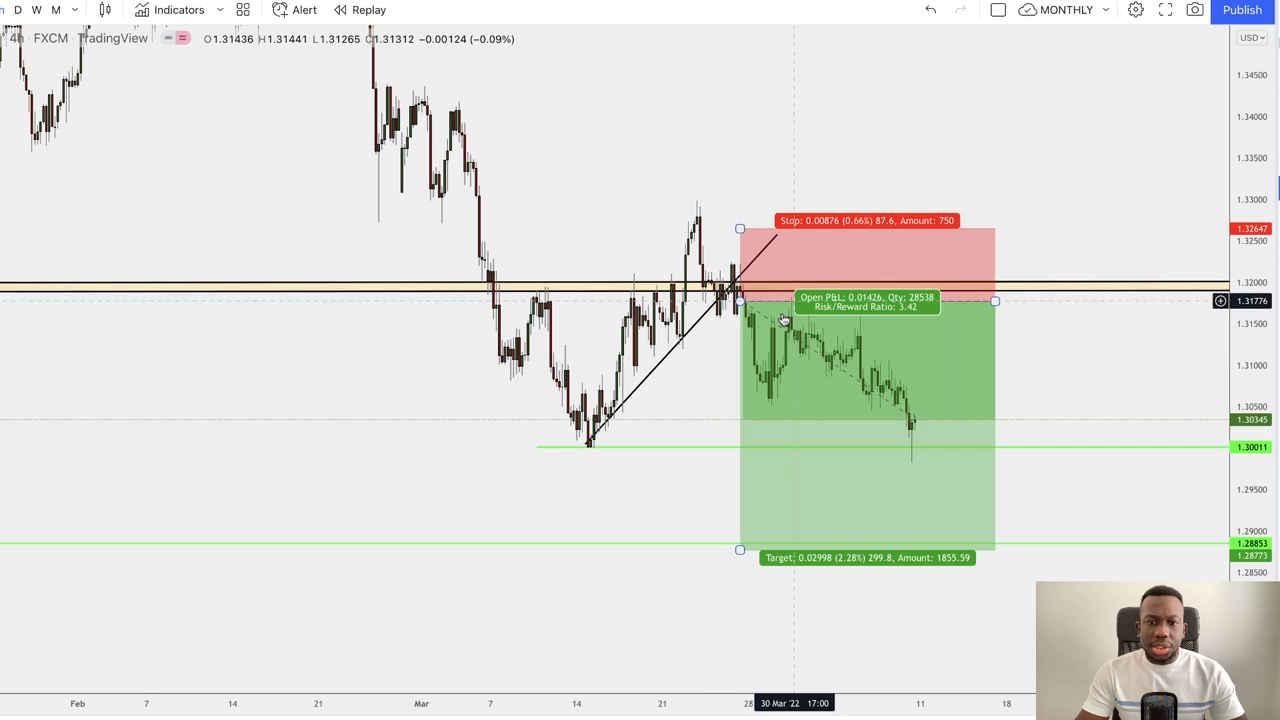 D W M Indicators Alert Replay MONTHLY Publish
4h FXCM TradingView O1.31436 H1.31441 L1.31265 C1.31312 −0.00124 (−0.09%)
USD
1.34500
1.34000
1.33500
1.33000
Stop: 0.00876 (0.66%) 87.6, Amount: 750
1.32647
1.32500
1.32000
Open P&L: 0.01426, Qty: 28538
Risk/Reward Ratio: 3.42
1.31776
1.31500
1.31000
1.30500
1.30345
1.30011
1.29500
1.29000
1.28853
Target: 0.02998 (2.28%) 299.8, Amount: 1855.59
1.28773
1.28500
Feb 7 14 21 Mar 7 14 21 28 30 Mar '22 17:00 11 18